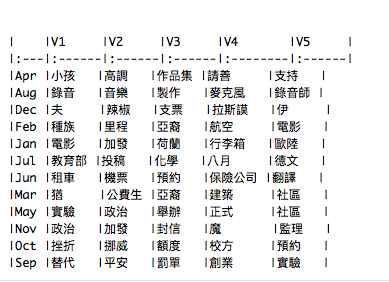 |    |V1    |V2    |V3    |V4    |V5    |
|:---|:------|:------|:------|:--------|:------|
|Apr |小孩 |高調 |作品集 |請善 |支持 |
|Aug |錄音 |音樂 |製作 |麥克風 |錄音師 |
|Dec |夫 |辣椒 |支票 |拉斯謨 |伊 |
|Feb |種族 |里程 |亞裔 |航空 |電影 |
|Jan |電影 |加發 |荷蘭 |行李箱 |歐陸 |
|Jul |教育部 |投稿 |化學 |八月 |德文 |
|Jun |租車 |機票 |預約 |保險公司 |翻譯 |
|Mar |猶 |公費生 |亞裔 |建築 |社區 |
|May |實驗 |政治 |舉辦 |正式 |社區 |
|Nov |政治 |加發 |封信 |魔 |監理 |
|Oct |挫折 |挪威 |額度 |校方 |預約 |
|Sep |替代 |平安 |罰單 |創業 |實驗 |